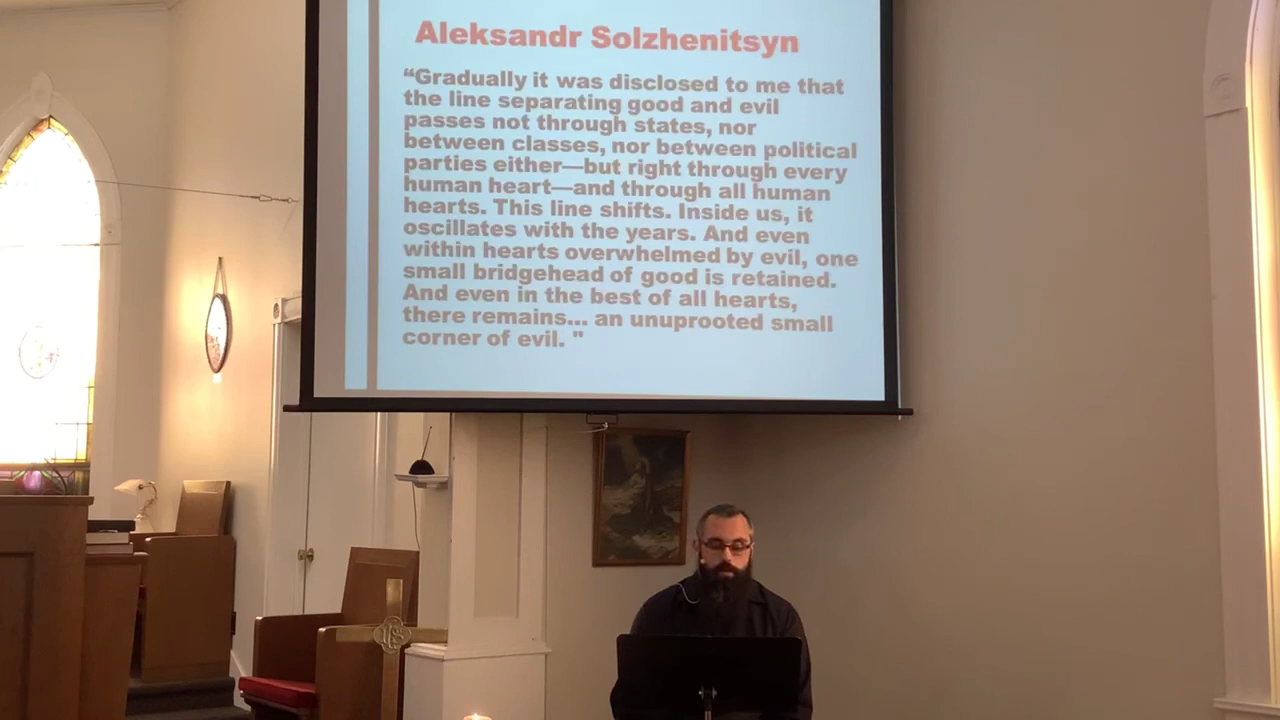 Aleksandr Solzhenitsyn
“Gradually it was disclosed to me that
the line separating good and evil
passes not through states, nor
between classes, nor between political
parties either—but right through every
human heart—and through all human
hearts. This line shifts. Inside us, it
oscillates with the years. And even
within hearts overwhelmed by evil, one
small bridgehead of good is retained.
And even in the best of all hearts,
there remains... an unuprooted small
corner of evil. "
IHS